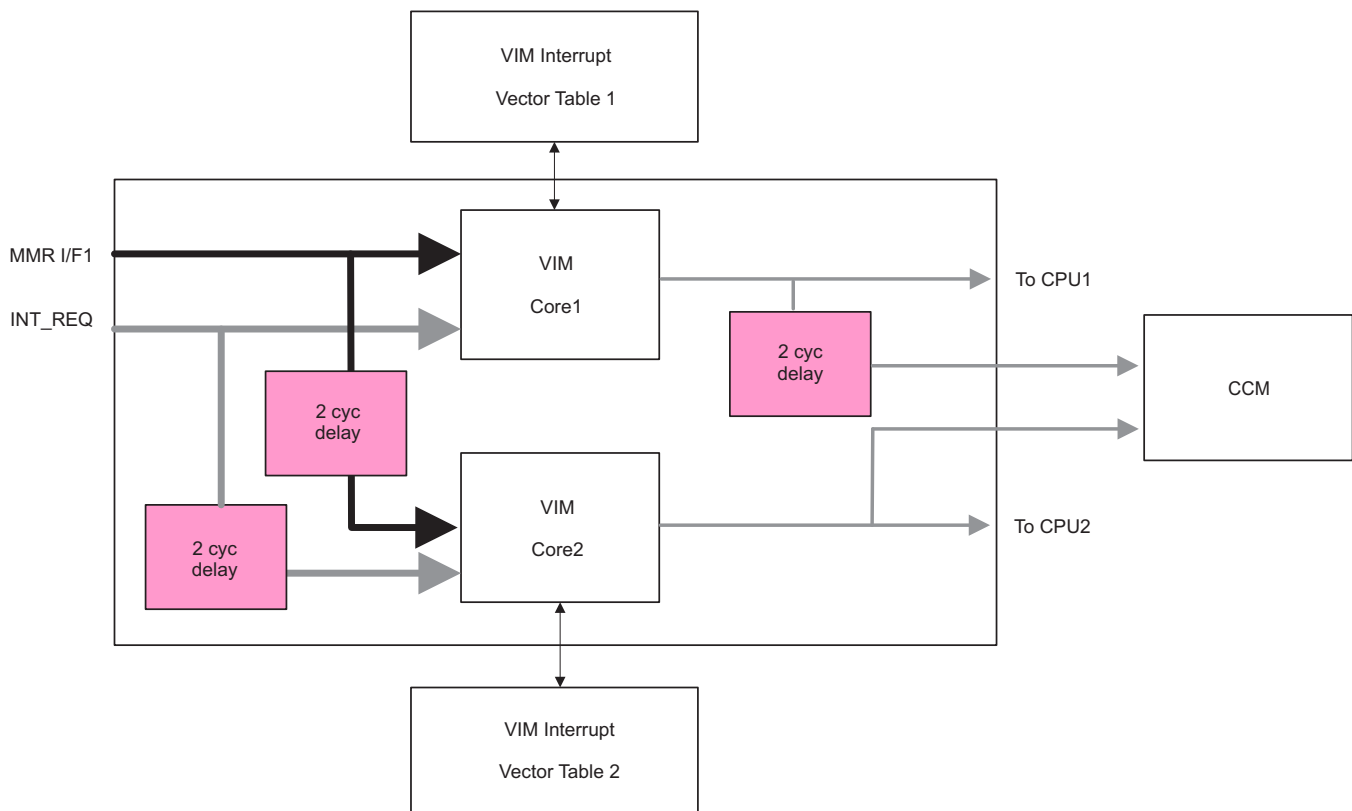 VIM Interrupt
Vector Table 1
MMR I/F1
INT_REQ
VIM
Core1
To CPU1
2 cyc
delay
CCM
2 cyc
delay
VIM
Core2
To CPU2
2 cyc
delay
VIM Interrupt
Vector Table 2